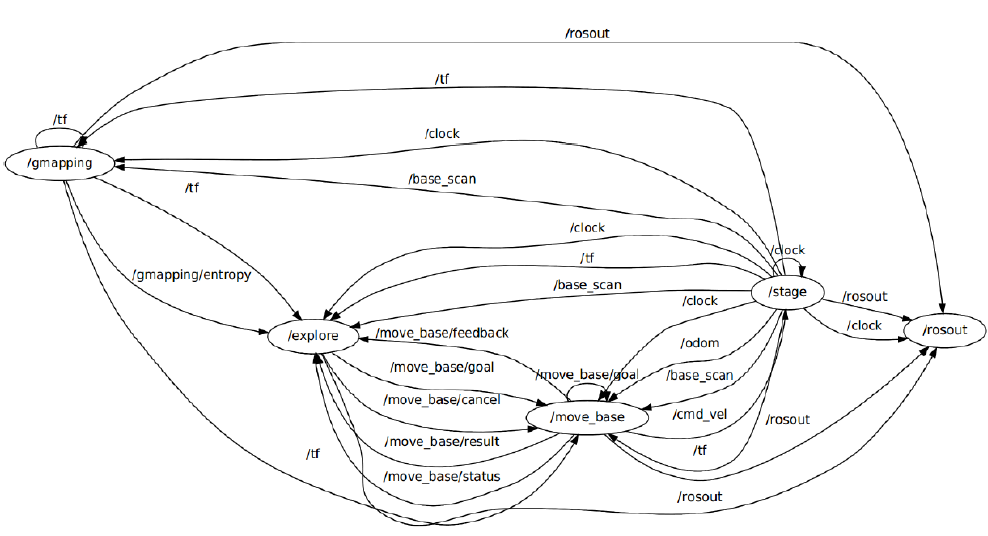 /rosout
/tf
/clock
/tf
/gmapping
/base_scan
/tf
/clock
/clock
/tf
/gmapping/entropy
/base_scan
/stage
/rosout
/clock
/rosout
/clock
/explore
/move_base/feedback
/odom
/move_base/goal
/move_base/goal
/base_scan
/move_base/cancel
/move_base
/cmd_vel
/rosout
/move_base/result
/tf
/tf
/move_base/status
/rosout